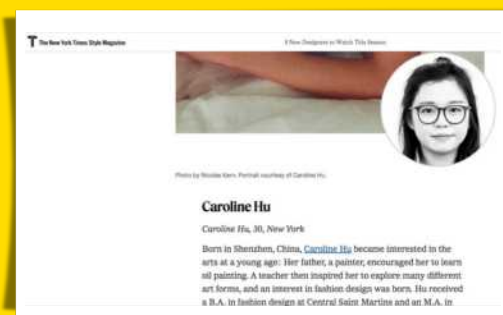 T The New York Times Style Magazine
8 New Designers to Watch This Season
Photo by Nicolas Kern. Portrait courtesy of Caroline Hu.
Caroline Hu
Caroline Hu, 30, New York
Born in Shenzhen, China, Caroline Hu became interested in the
arts at a young age: Her father, a painter, encouraged her to learn
oil painting. A teacher then inspired her to explore many different
art forms, and an interest in fashion design was born. Hu received
a B.A. in fashion design at Central Saint Martins and an M.A. in